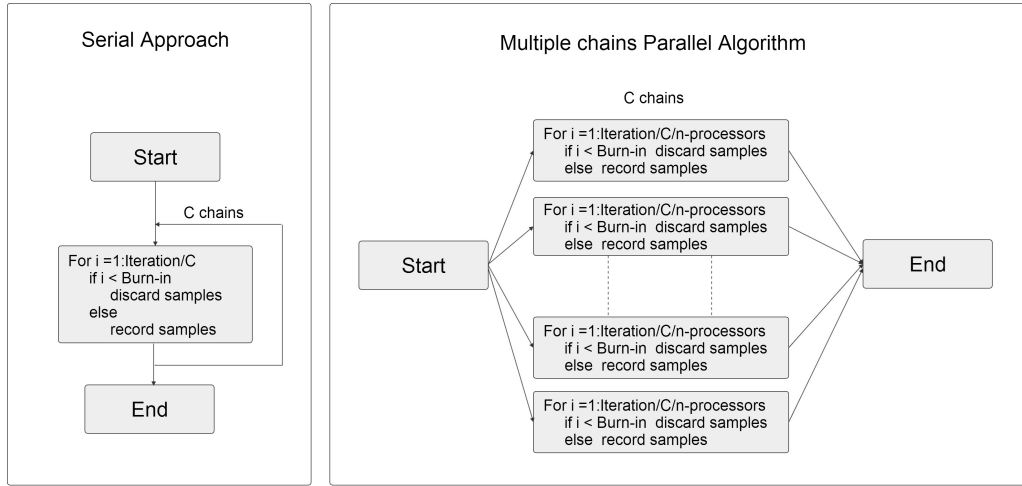 Serial Approach
Start
C chains
For i =1:Iteration/C
if i < Burn-in
discard samples
else
record samples
End
Multiple chains Parallel Algorithm
C chains
Start
For i =1:Iteration/C/n-processors
if i < Burn-in  discard samples
else  record samples
For i =1:Iteration/C/n-processors
if i < Burn-in  discard samples
else  record samples
For i =1:Iteration/C/n-processors
if i < Burn-in  discard samples
else  record samples
For i =1:Iteration/C/n-processors
if i < Burn-in  discard samples
else  record samples
End